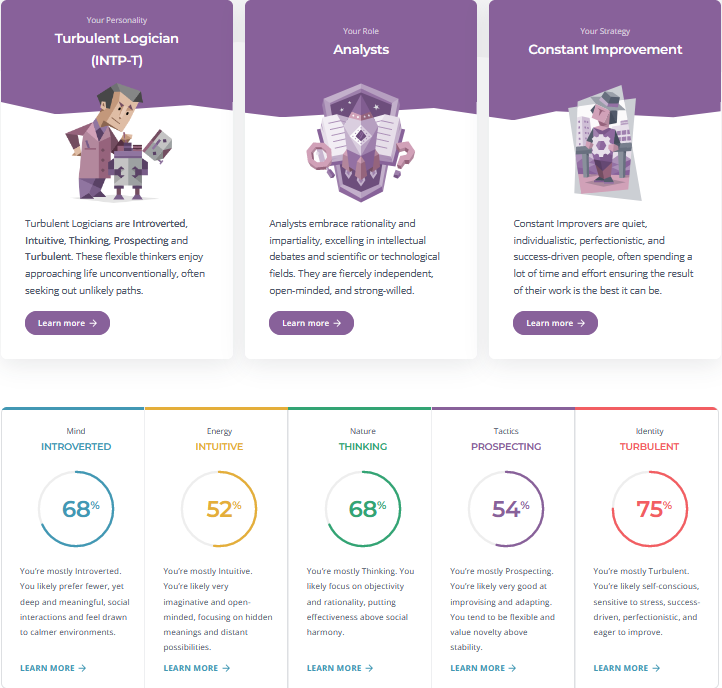 Your Personality
Turbulent Logician
(INTP-T)
Turbulent Logicians are Introverted,
Intuitive, Thinking, Prospecting and
Turbulent. These flexible thinkers enjoy
approaching life unconventionally, often
seeking out unlikely paths.
Learn more →
Your Role
Analysts
Analysts embrace rationality and
impartiality, excelling in intellectual
debates and scientific or technological
fields. They are fiercely independent,
open-minded, and strong-willed.
Learn more →
Your Strategy
Constant Improvement
Constant Improvers are quiet,
individualistic, perfectionistic, and
success-driven people, often spending a
lot of time and effort ensuring the result
of their work is the best it can be.
Learn more →
Mind
INTROVERTED
68%
You're mostly Introverted.
You likely prefer fewer, yet
deep and meaningful, social
interactions and feel drawn
to calmer environments.
LEARN MORE →
Energy
INTUITIVE
52%
You're mostly Intuitive.
You're likely very
imaginative and open-
minded, focusing on hidden
meanings and distant
possibilities.
LEARN MORE →
Nature
THINKING
68%
You're mostly Thinking. You
likely focus on objectivity
and rationality, putting
effectiveness above social
harmony.
LEARN MORE →
Tactics
PROSPECTING
54%
You're mostly Prospecting.
You're likely very good at
improvising and adapting.
You tend to be flexible and
value novelty above
stability.
LEARN MORE →
Identity
TURBULENT
75%
You're mostly Turbulent.
You're likely self-conscious,
sensitive to stress, success-
driven, perfectionistic, and
eager to improve.
LEARN MORE →